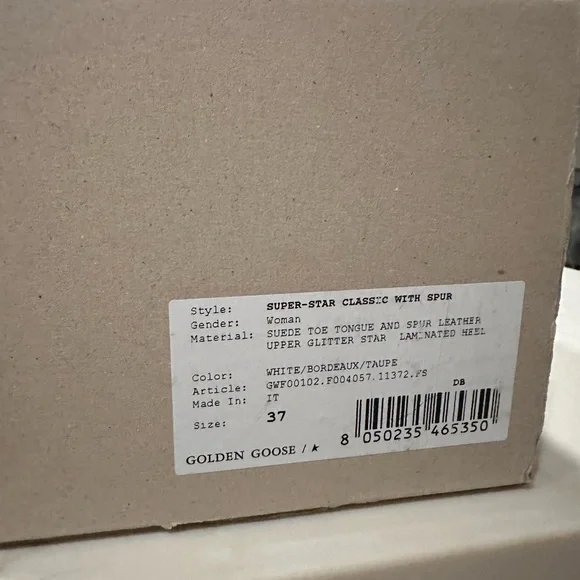 Style: SUPER-STAR CLASSIC WITH SPUR
Gender: Woman
Material: SUEDE TOE TONGUE AND SPUR LEATHER
UPPER GLITTER STAR LAMINATED HEEL
Color: WHITE/BORDEAUX/TAUPE
Article: GWF00102.F004057.11372.FS
Made In: IT
DB
Size: 37
8 050235 465350
GOLDEN GOOSE /